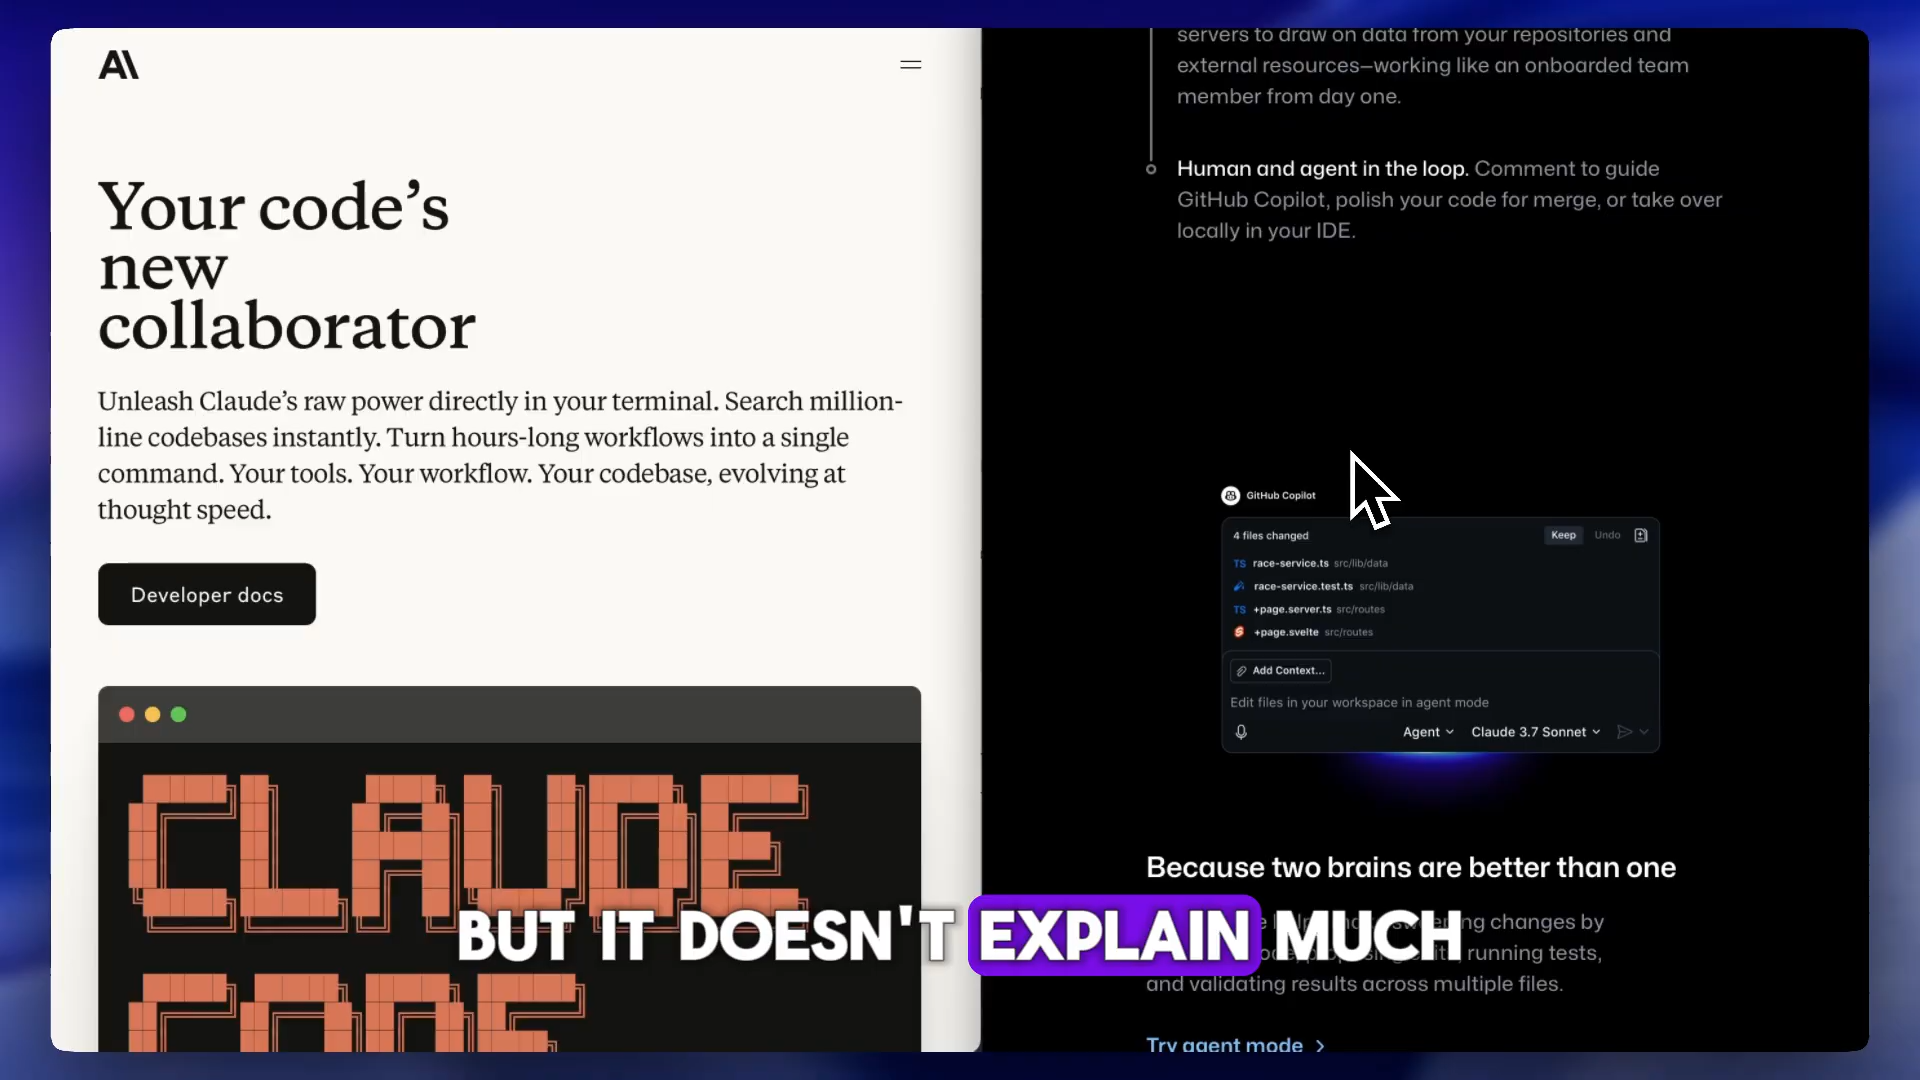 A\
Your code's
new
collaborator
Unleash Claude's raw power directly in your terminal. Search million-
line codebases instantly. Turn hours-long workflows into a single
command. Your tools. Your workflow. Your codebase, evolving at
thought speed.
Developer docs
CLAUDE
CODE
servers to draw on data from your repositories and
external resources—working like an onboarded team
member from day one.
Human and agent in the loop. Comment to guide
GitHub Copilot, polish your code for merge, or take over
locally in your IDE.
GitHub Copilot
4 files changed
Keep Undo
TS race-service.ts src/lib/data
race-service.test.ts src/lib/data
TS +page.server.ts src/routes
+page.svelte src/routes
Add Context...
Edit files in your workspace in agent mode
Agent Claude 3.7 Sonnet
Because two brains are better than one
changes by
running tests,
and validating results across multiple files.
Try agent mode
BUT IT DOESN'T EXPLAIN MUCH